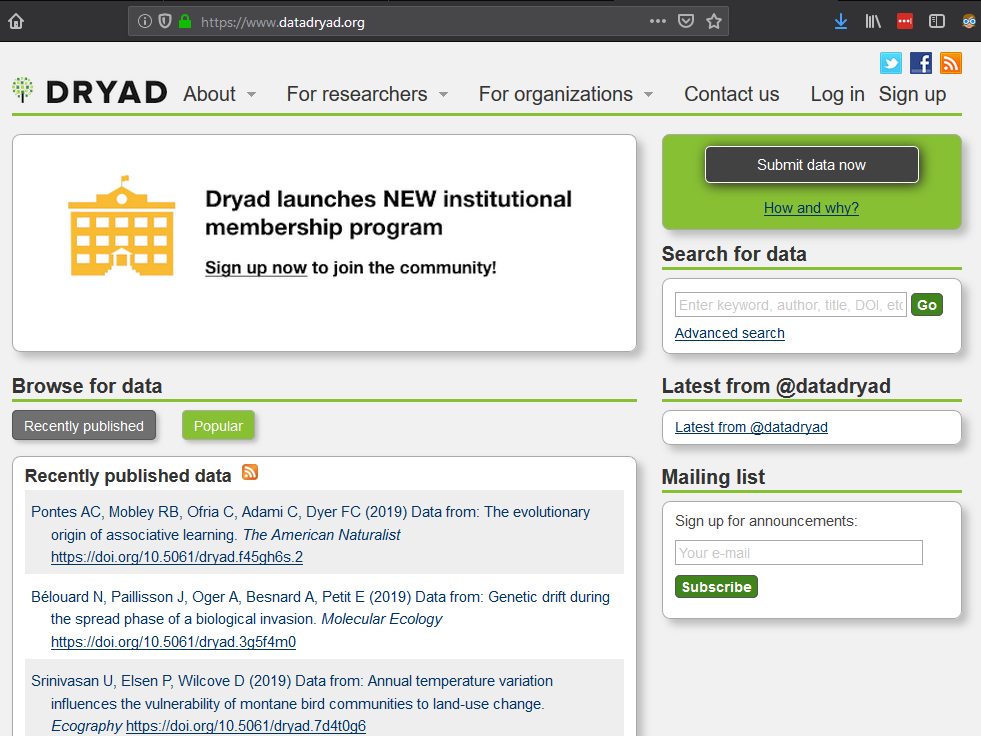 https://www.datadryad.org
DRYAD About For researchers For organizations Contact us Log in Sign up
Dryad launches NEW institutional
membership program
Sign up now to join the community!
Submit data now
How and why?
Search for data
Enter keyword, author, title, DOI, etc
Go
Advanced search
Browse for data
Recently published Popular
Latest from @datadryad
Latest from @datadryad
Mailing list
Sign up for announcements:
Your e-mail
Subscribe
Recently published data
Pontes AC, Mobley RB, Ofria C, Adami C, Dyer FC (2019) Data from: The evolutionary
origin of associative learning. The American Naturalist
https://doi.org/10.5061/dryad.f45gh6s.2
Bélouard N, Paillisson J, Oger A, Besnard A, Petit E (2019) Data from: Genetic drift during
the spread phase of a biological invasion. Molecular Ecology
https://doi.org/10.5061/dryad.3g5f4m0
Srinivasan U, Elsen P, Wilcove D (2019) Data from: Annual temperature variation
influences the vulnerability of montane bird communities to land-use change.
Ecography https://doi.org/10.5061/dryad.7d4t0g6